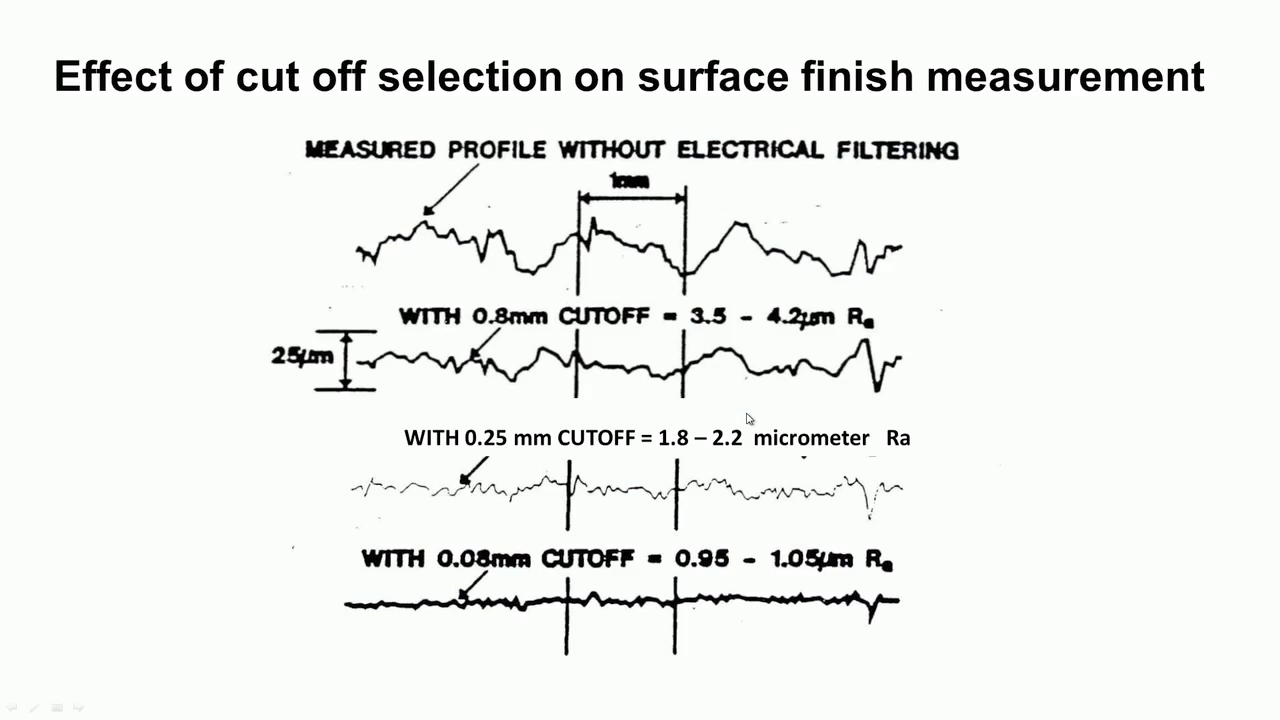 Effect of cut off selection on surface finish measurement
MEASURED PROFILE WITHOUT ELECTRICAL FILTERING
1mm
WITH 0.8mm CUTOFF = 3.5 - 4.2µm Ra
25µm
WITH 0.25 mm CUTOFF = 1.8 – 2.2 micrometer Ra
WITH 0.08mm CUTOFF = 0.95 - 1.05µm Ra